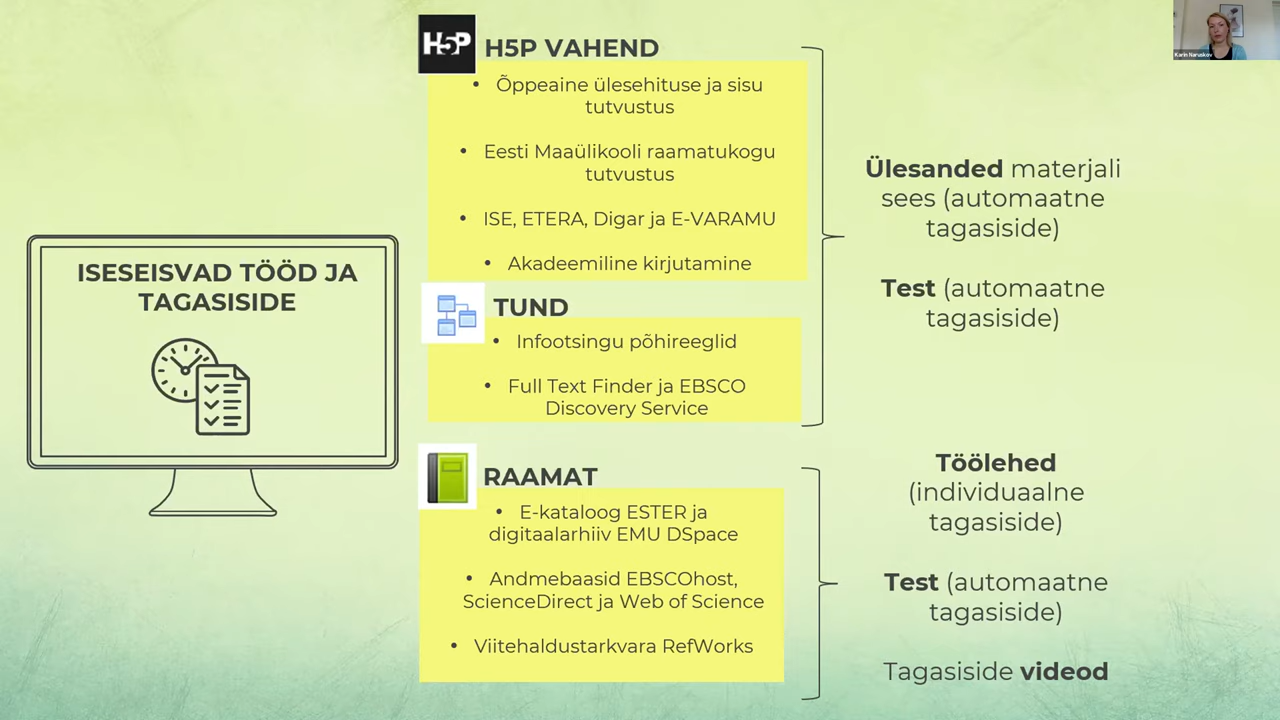 ISESEISVAD TÖÖD JA
TAGASISIDE
H5P
H5P VAHEND
• Õppeaine ülesehituse ja sisu
tutvustus
• Eesti Maaülikooli raamatukogu
tutvustus
• ISE, ETERA, Digar ja E-VARAMU
• Akadeemiline kirjutamine
TUND
• Infootsingu põhireeglid
• Full Text Finder ja EBSCO
Discovery Service
RAAMAT
• E-kataloog ESTER ja
digitaalarhiiv EMU DSpace
• Andmebaasid EBSCOhost,
ScienceDirect ja Web of Science
• Viitehaldustarkvara RefWorks
Ülesanded materjali
sees (automaatne
tagasiside)
Test (automaatne
tagasiside)
Töölehed
(individuaalne
tagasiside)
Test (automaatne
tagasiside)
Tagasiside videod
Karin Naruskov